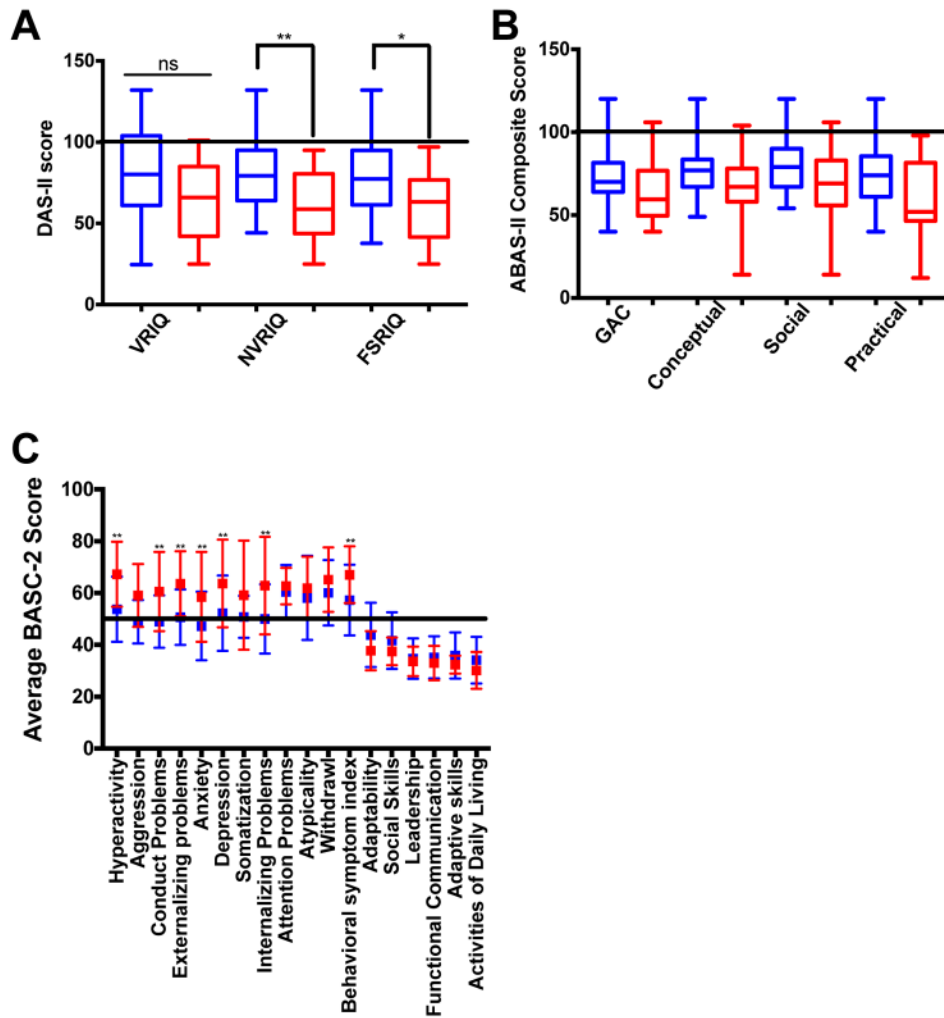 A
DAS-II score
150
100
50
0
ns
**
*
VRIQ
NVRIQ
FSRIQ
B
ABAS-II Composite Score
150
100
50
0
GAC
Conceptual
Social
Practical
C
Average BASC-2 Score
100
80
60
40
20
0
**
**
**
**
**
**
**
Hyperactivity
Aggression
Conduct Problems
Externalizing problems
Anxiety
Depression
Somatization
Internalizing Problems
Attention Problems
Atypicality
Withdrawl
Behavioral symptom index
Adaptability
Social Skills
Leadership
Functional Communication
Adaptive skills
Activities of Daily Living